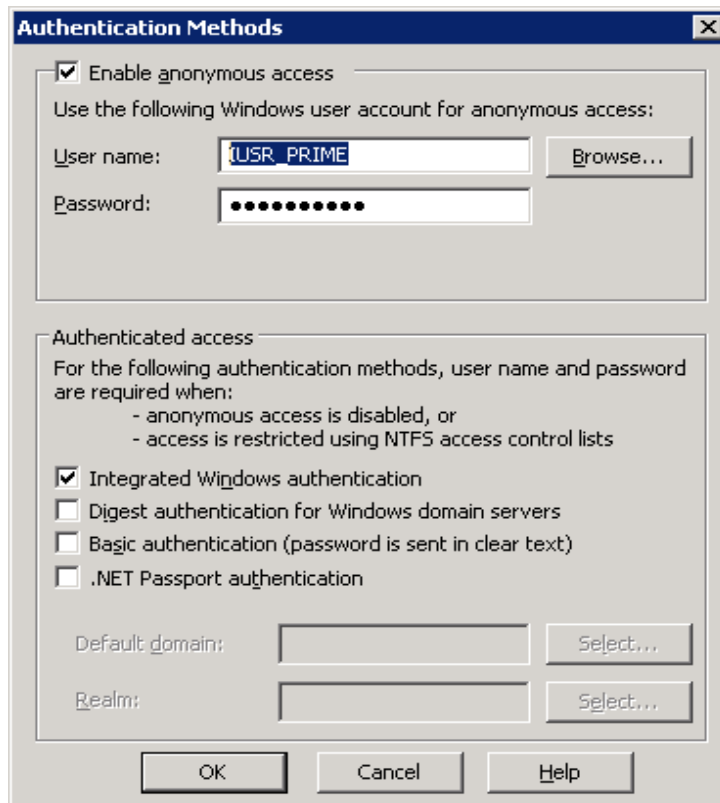 Authentication Methods
Enable anonymous access
Use the following Windows user account for anonymous access:
User name:
IUSR_PRIME
Browse...
Password:
●●●●●●●●●●
Authenticated access
For the following authentication methods, user name and password
are required when:
- anonymous access is disabled, or
- access is restricted using NTFS access control lists
Integrated Windows authentication
Digest authentication for Windows domain servers
Basic authentication (password is sent in clear text)
.NET Passport authentication
Default domain:
Select...
Realm:
Select...
OK
Cancel
Help